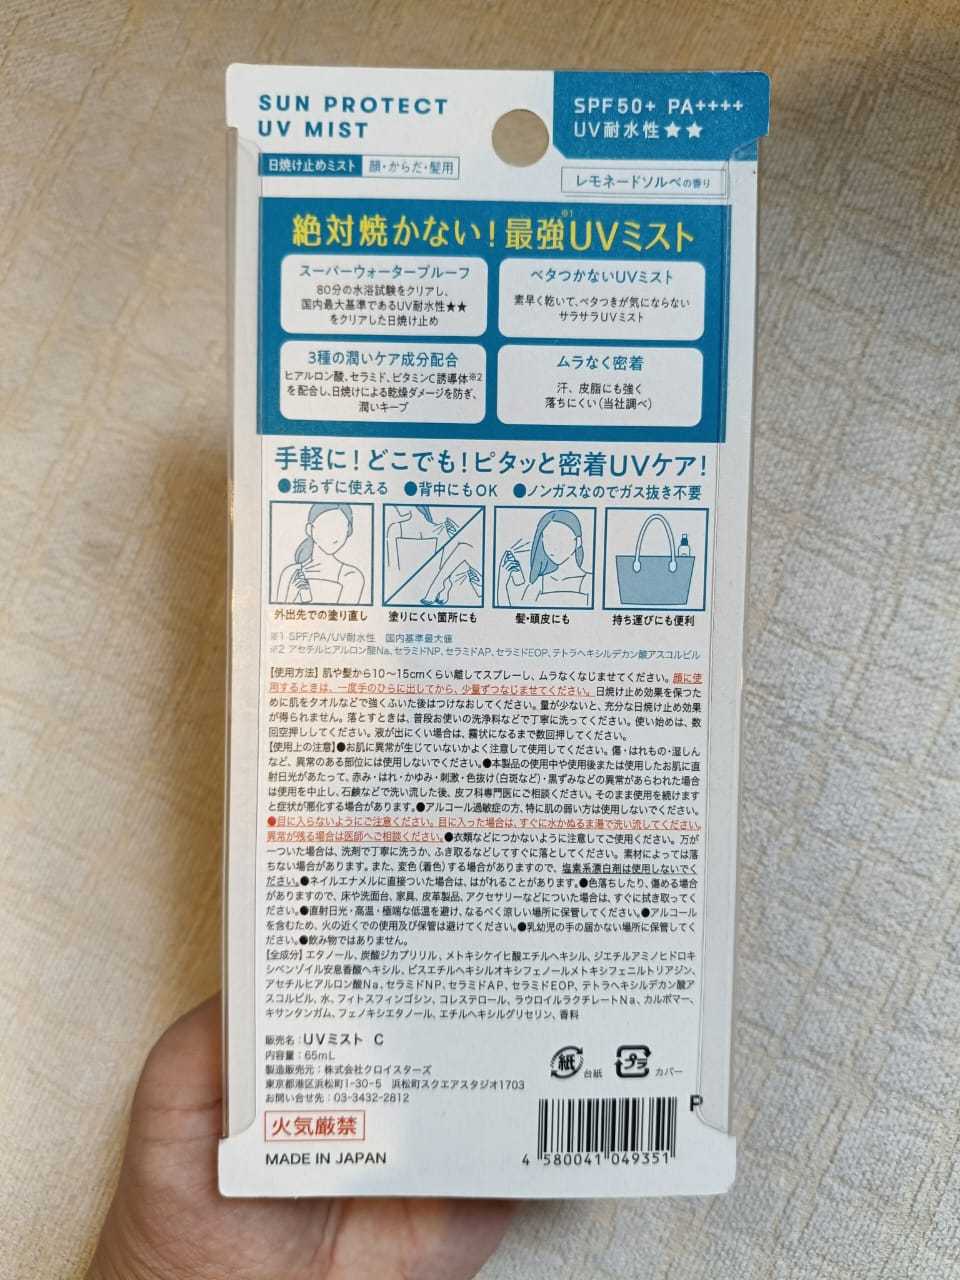 SUN PROTECT
UV MIST
SPF50+ PA++++
UV耐水性★★
日焼け止めミスト 顔・からだ・髪用
レモネードソルベの香り
絶対焼かない!最強※1UVミスト
スーパーウォータープルーフ
80分の水浴試験をクリアし、
国内最大基準であるUV耐水性★★
をクリアした日焼け止め
ベタつかないUVミスト
素早く乾いて、ベタつきが気にならない
サラサラUVミスト
3種の潤いケア成分配合
ヒアルロン酸、セラミド、ビタミンC誘導体※2
を配合し、日焼けによる乾燥ダメージを防ぎ、
潤いキープ
ムラなく密着
汗、皮脂にも強く
落ちにくい(当社調べ)
手軽に!どこでも!ピタッと密着UVケア!
●振らずに使える ●背中にもOK ●ノンガスなのでガス抜き不要
外出先での塗り直し 塗りにくい箇所にも 髪・頭皮にも 持ち運びにも便利
※1 SPF/PA/UV耐水性 国内基準最大値
※2 アセチルヒアルロン酸Na、セラミドNP、セラミドAP、セラミドEOP、テトラヘキシルデカン酸アスコルビル
【使用方法】肌や髪から10〜15cmくらい離してスプレーし、ムラなくなじませてください。顔に使
用するときは、一度手のひらに出してから、少量ずつなじませてください。日焼け止め効果を保つた
めに肌をタオルなどで強くふいた後はつけなおしてください。量が少ないと、充分な日焼け止め効果
が得られません。落とすときは、普段お使いの洗浄料などで丁寧に洗ってください。使い始めは、数
回空押ししてください。液が出にくい場合は、霧状になるまで数回押してください。
【使用上の注意】●お肌に異常が生じていないかよく注意して使用してください。傷・はれもの・湿しん
など、異常のある部位には使用しないでください。●本製品の使用中や使用後または使用したお肌に直
射日光があたって、赤み・はれ・かゆみ・刺激・色抜け(白斑など)・黒ずみなどの異常があらわれた場合
は使用を中止し、石鹸などで洗い流した後、皮フ科専門医にご相談ください。そのまま使用を続けます
と症状が悪化する場合があります。●アルコール過敏症の方、特に肌の弱い方は使用しないでください。
●目に入らないようにご注意ください。目に入った場合は、すぐに水かぬるま湯で洗い流してください。
異常が残る場合は医師へご相談ください。●衣類などにつかないように注意してご使用ください。万が
一ついた場合は、洗剤で丁寧に洗うか、ふき取るなどしてすぐに落としてください。素材によっては落
ちない場合があります。また、変色(着色)する場合がありますので、塩素系漂白剤は使用しないでく
ださい。●ネイルエナメルに直接ついた場合は、はがれることがあります。●色落ちしたり、傷める場合
がありますので、床や洗面台、家具、皮革製品、アクセサリーなどについた場合は、すぐに拭き取ってく
ださい。●直射日光・高温・極端な低温を避け、なるべく涼しい場所に保管してください。●アルコール
を含むため、火の近くでの使用及び保管は避けてください。●乳幼児の手の届かない場所に保管してく
ださい。●飲み物ではありません。
【全成分】エタノール、炭酸ジカプリリル、メトキシケイヒ酸エチルヘキシル、ジエチルアミノヒドロキ
シベンゾイル安息香酸ヘキシル、ビスエチルヘキシルオキシフェノールメトキシフェニルトリアジン、
アセチルヒアルロン酸Na、セラミドNP、セラミドAP、セラミドEOP、テトラヘキシルデカン酸ア
スコルビル、水、フィトスフィンゴシン、コレステロール、ラウロイルラクチレートNa、カルボマー、
キサンタンガム、フェノキシエタノール、エチルヘキシルグリセリン、香料
販売名:UVミスト C
内容量:65mL
製造販売元:株式会社クロイスターズ
東京都港区浜松町1-30-5 浜松町スクエアスタジオ1703
お問い合せ先:03-3432-2812
紙 台紙 プラ カバー
火気厳禁
MADE IN JAPAN
P
4 580041 049351